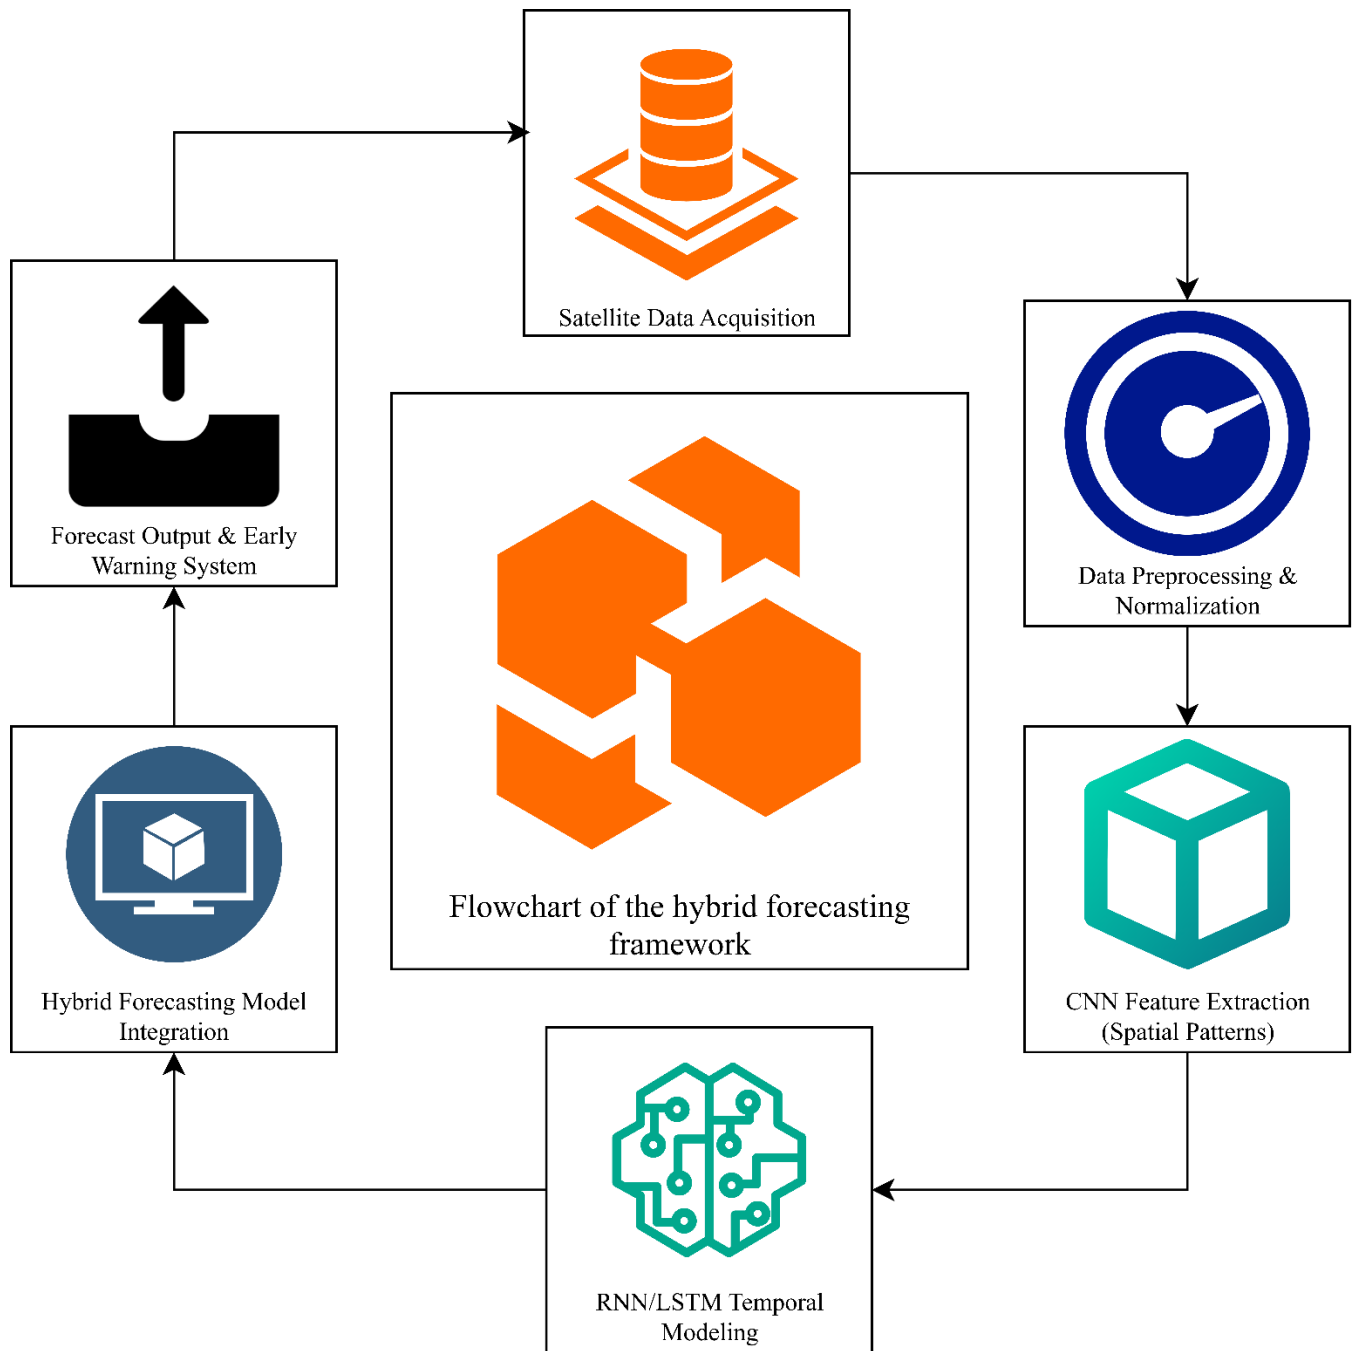 Satellite Data Acquisition
Data Preprocessing &
Normalization
CNN Feature Extraction
(Spatial Patterns)
RNN/LSTM Temporal
Modeling
Hybrid Forecasting Model
Integration
Forecast Output & Early
Warning System
Flowchart of the hybrid forecasting
framework